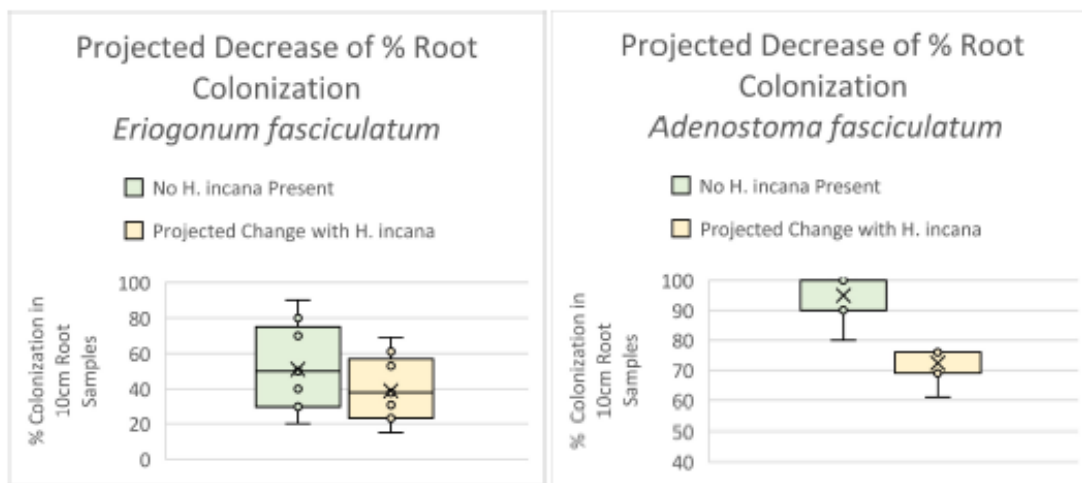 Projected Decrease of % Root
Colonization
Eriogonum fasciculatum
No H. incana Present
Projected Change with H. incana
% Colonization in
10cm Root
Samples
100
80
60
40
20
0
Projected Decrease of % Root
Colonization
Adenostoma fasciculatum
No H. incana Present
Projected Change with H. incana
% Colonization in
10cm Root
Samples
100
90
80
70
60
50
40